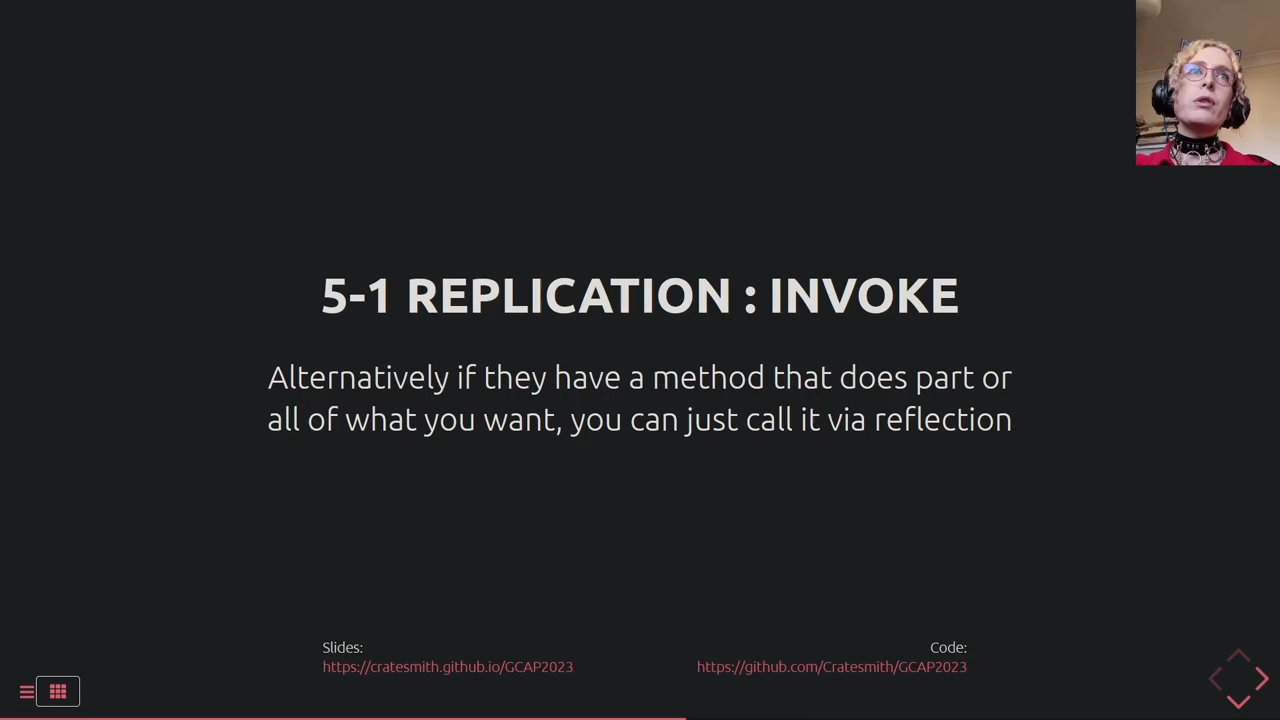 5-1 REPLICATION : INVOKE
Alternatively if they have a method that does part or
all of what you want, you can just call it via reflection
Slides:
https://cratesmith.github.io/GCAP2023
Code:
https://github.com/Cratesmith/GCAP2023